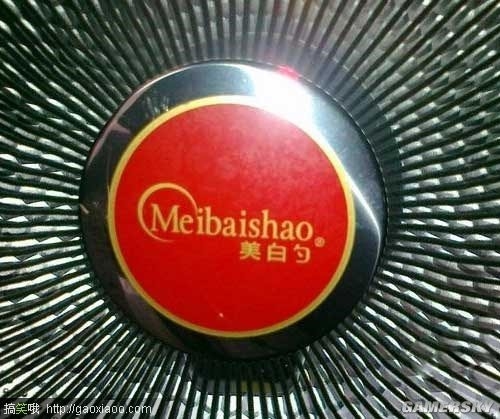 Meibaishao®
美白勺
搞笑哦 http://gaoxiaoo.com
GAMERSKY